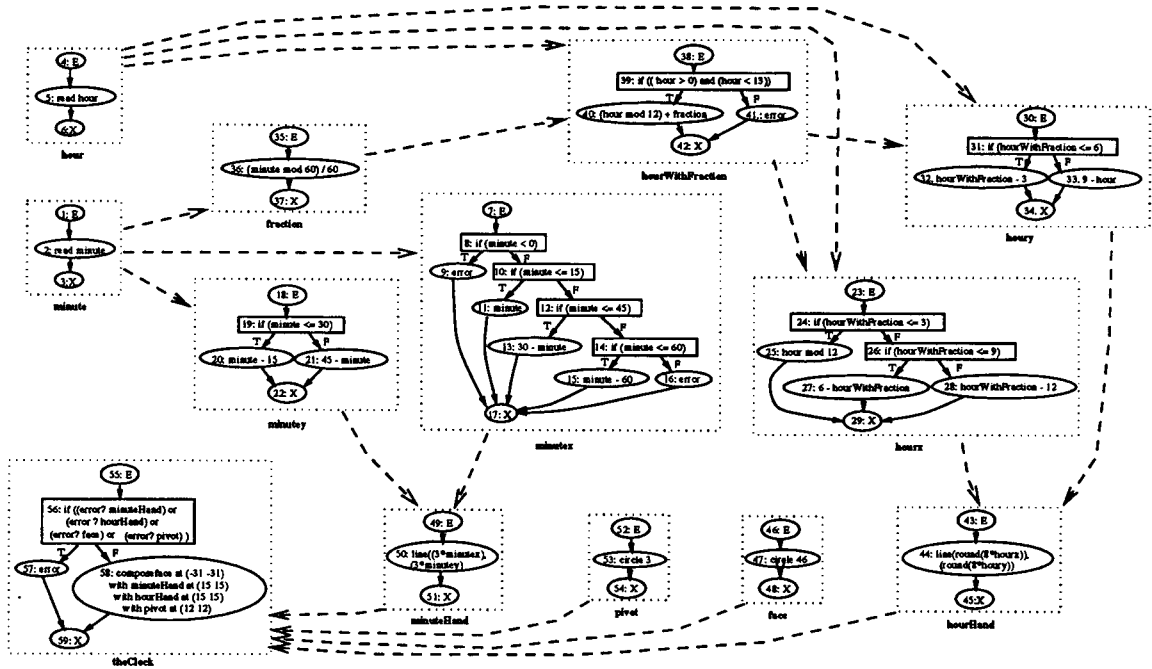 4: E
5: read hour
6: X
hour
35: E
36: (minute mod 60) / 60
37: X
fraction
38: E
39: if (( hour > 0) and (hour < 13))
T
F
40: (hour mod 12) + fraction
41,: error
42: X
hourWithFraction
30: E
31: if (hourWithFraction <= 6)
T
F
32, hourWithFraction - 3
33, 9 - hour
34, X
houry
1: E
2: read minute
3: X
minute
18: E
19: if (minute <= 30)
T
F
20: minute - 15
21: 45 - minute
22: X
minutey
7: E
8: if (minute < 0)
T
F
9: error
10: if (minute <= 15)
T
F
11: minute
12: if (minute <= 45)
T
F
13: 30 - minute
14: if (minute <= 60)
T
F
15: minute - 60
16: error
17: X
minutex
23: E
24: if (hourWithFraction <= 3)
T
F
25: hour mod 12
26: if (hourWithFraction <= 9)
T
F
27: 6 - hourWithFraction
28: hourWithFraction - 12
29: X
hourx
55: E
56: if ((error? minuteHand) or
(error ? hourHand) or
(error? face) or (error? pivot) )
T
F
57: error
58: compose face at (-31 -31)
with minuteHand at (15 15)
with hourHand at (15 15)
with pivot at (12 12)
59: X
theClock
49: E
50: line((3*minutex),
(3*minutey)
51: X
minuteHand
52: E
53: circle 3
54: X
pivot
46: E
47: circle 46
48: X
face
43: E
44: line(round(8*hourx)),
(round(8*houry))
45:X
hourHand